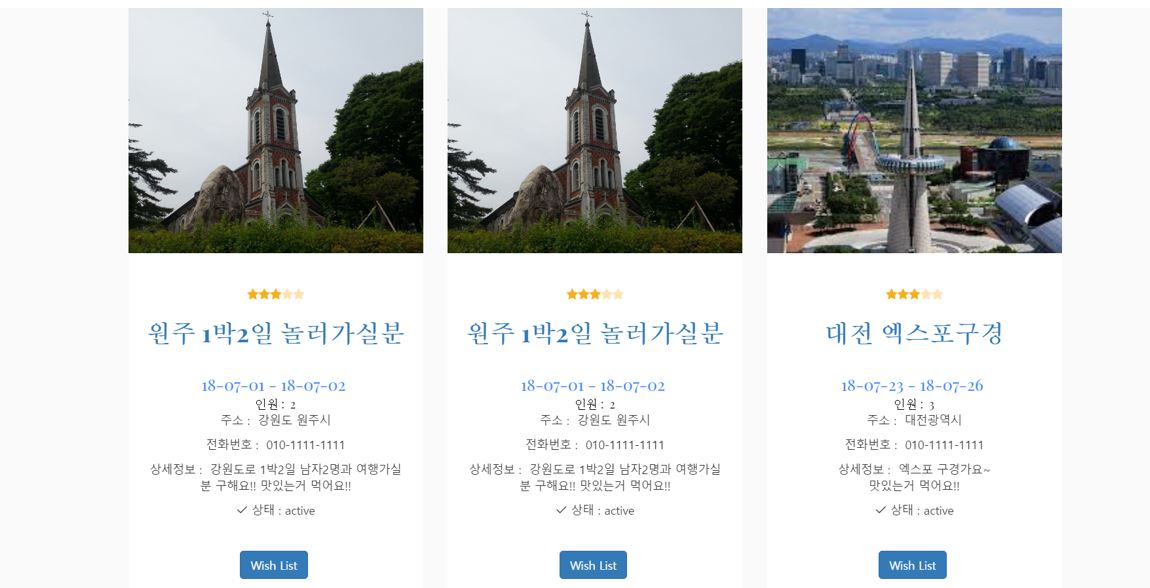 원주 1박2일 놀러가실분
18-07-01 - 18-07-02
인원 : 2
주소 : 강원도 원주시
전화번호 : 010-1111-1111
상세정보 : 강원도로 1박2일 남자2명과 여행가실
분 구해요!! 맛있는거 먹어요!!
상태 : active
Wish List
원주 1박2일 놀러가실분
18-07-01 - 18-07-02
인원 : 2
주소 : 강원도 원주시
전화번호 : 010-1111-1111
상세정보 : 강원도로 1박2일 남자2명과 여행가실
분 구해요!! 맛있는거 먹어요!!
상태 : active
Wish List
대전 엑스포구경
18-07-23 - 18-07-26
인원 : 3
주소 : 대전광역시
전화번호 : 010-1111-1111
상세정보 : 엑스포 구경가요~
맛있는거 먹어요!!
상태 : active
Wish List